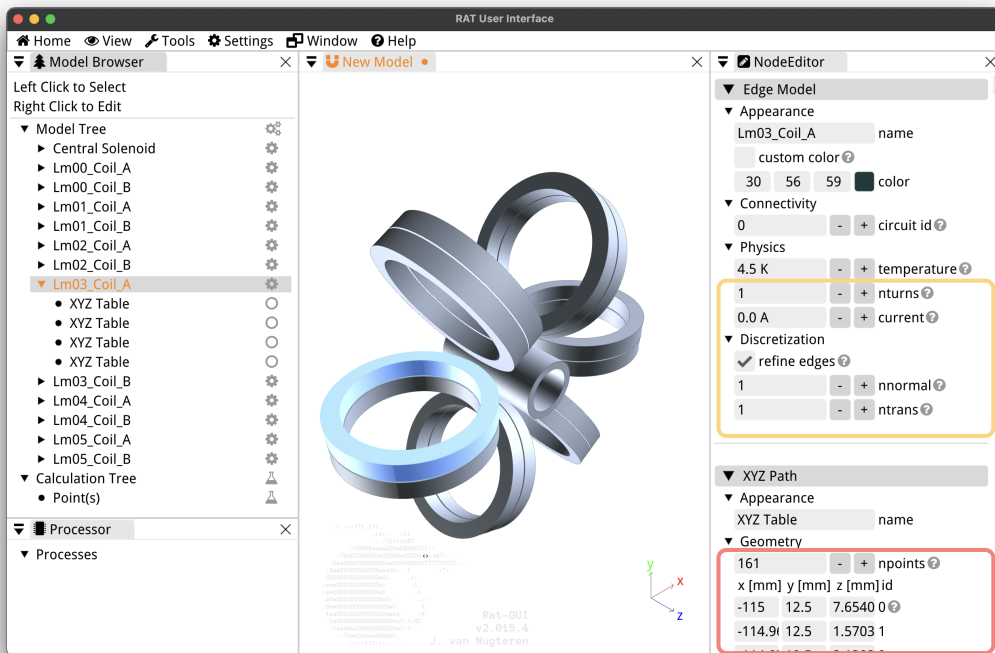 RAT User Interface
Home View Tools Settings Window Help
Model Browser
New Model
NodeEditor
Left Click to Select
Right Click to Edit
Model Tree
Central Solenoid
Lm00_Coil_A
Lm00_Coil_B
Lm01_Coil_A
Lm01_Coil_B
Lm02_Coil_A
Lm02_Coil_B
Lm03_Coil_A
XYZ Table
XYZ Table
XYZ Table
XYZ Table
Lm03_Coil_B
Lm04_Coil_A
Lm04_Coil_B
Lm05_Coil_A
Lm05_Coil_B
Calculation Tree
Point(s)
Processor
Processes
y
x
z
Rat-GUI
v2.015.4
J. van Nugteren
Edge Model
Appearance
Lm03_Coil_A name
custom color
30 56 59 color
Connectivity
0 - + circuit id
Physics
4.5 K - + temperature
1 - + nturns
0.0 A - + current
Discretization
refine edges
1 - + nnormal
1 - + ntrans
XYZ Path
Appearance
XYZ Table name
Geometry
161 - + npoints
x [mm] y [mm] z [mm] id
-115 12.5 7.6540 0
-114.9 12.5 1.5703 1